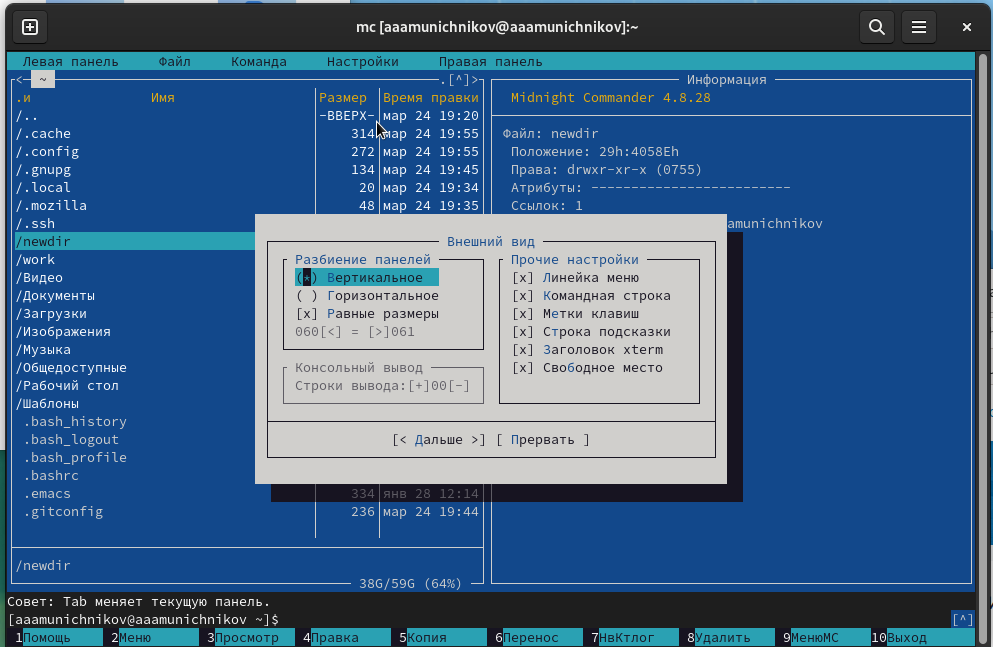 mc [aaamunichnikov@aaamunichnikov]:~
Левая панель Файл Команда Настройки Правая панель
<─ ~ .[^]>
.и Имя Размер Время правки
/.. -ВВЕРХ- мар 24 19:20
/.cache 314 мар 24 19:55
/.config 272 мар 24 19:55
/.gnupg 134 мар 24 19:45
/.local 20 мар 24 19:34
/.mozilla 48 мар 24 19:35
/.ssh
/newdir
/work
/Видео
/Документы
/Загрузки
/Изображения
/Музыка
/Общедоступные
/Рабочий стол
/Шаблоны
.bash_history
.bash_logout
.bash_profile
.bashrc
.emacs 334 янв 28 12:14
.gitconfig 236 мар 24 19:44
/newdir
38G/59G (64%)
Информация
Midnight Commander 4.8.28
Файл: newdir
Положение: 29h:4058Eh
Права: drwxr-xr-x (0755)
Атрибуты: -------------------------
Ссылок: 1
amunichnikov
Внешний вид
Разбиение панелей
(*) Вертикальное
( ) Горизонтальное
[x] Равные размеры
060[<] = [>]061
Консольный вывод
Строки вывода:[+]00[-]
Прочие настройки
[x] Линейка меню
[x] Командная строка
[x] Метки клавиш
[x] Строка подсказки
[x] Заголовок xterm
[x] Свободное место
[< Дальше >] [ Прервать ]
Совет: Tab меняет текущую панель.
[aaamunichnikov@aaamunichnikov ~]$ [^]
1Помощь 2Меню 3Просмотр 4Правка 5Копия 6Перенос 7НвКтлог 8Удалить 9МенюМС 10Выход